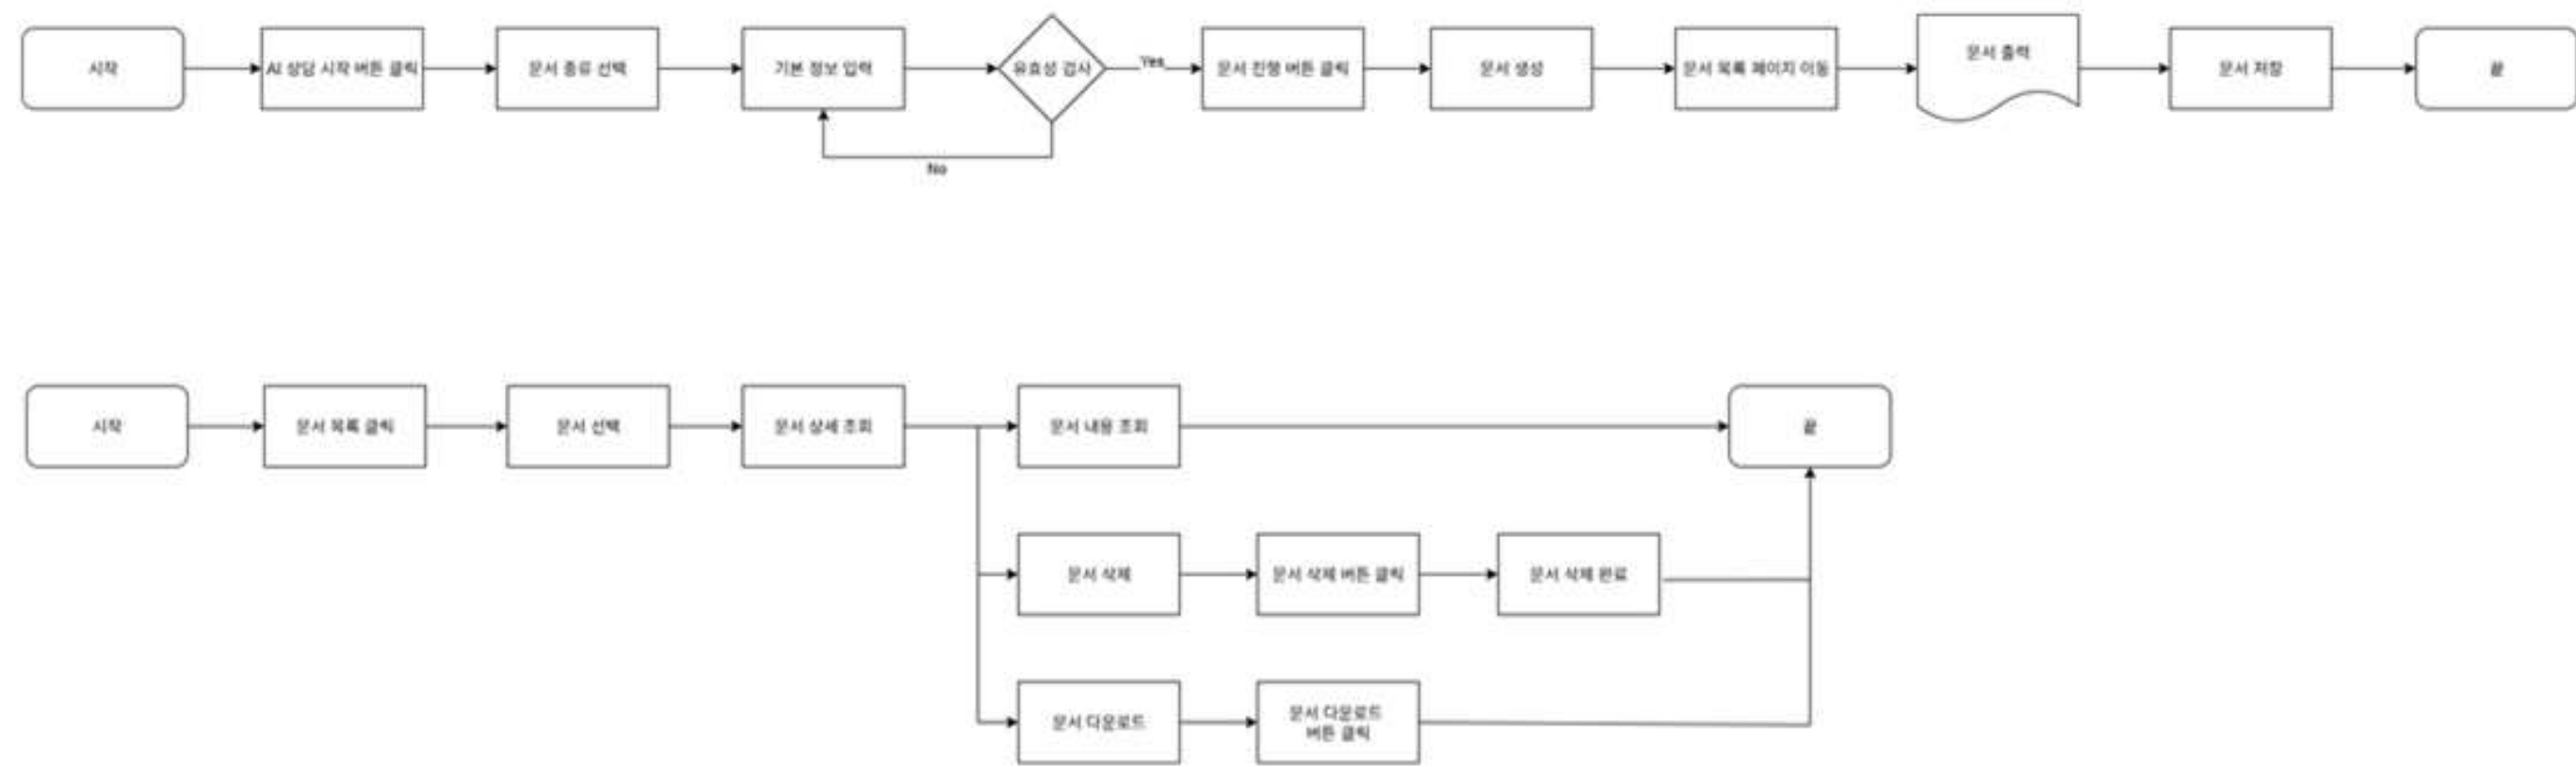 시작
AI 상담 시작 버튼 클릭
문서 종류 선택
기본 정보 입력
유효성 검사
Yes
No
문서 진행 버튼 클릭
문서 생성
문서 목록 페이지 이동
문서 출력
문서 저장
끝
시작
문서 목록 클릭
문서 선택
문서 상세 조회
문서 내용 조회
끝
문서 삭제
문서 삭제 버튼 클릭
문서 삭제 완료
문서 다운로드
문서 다운로드
버튼 클릭